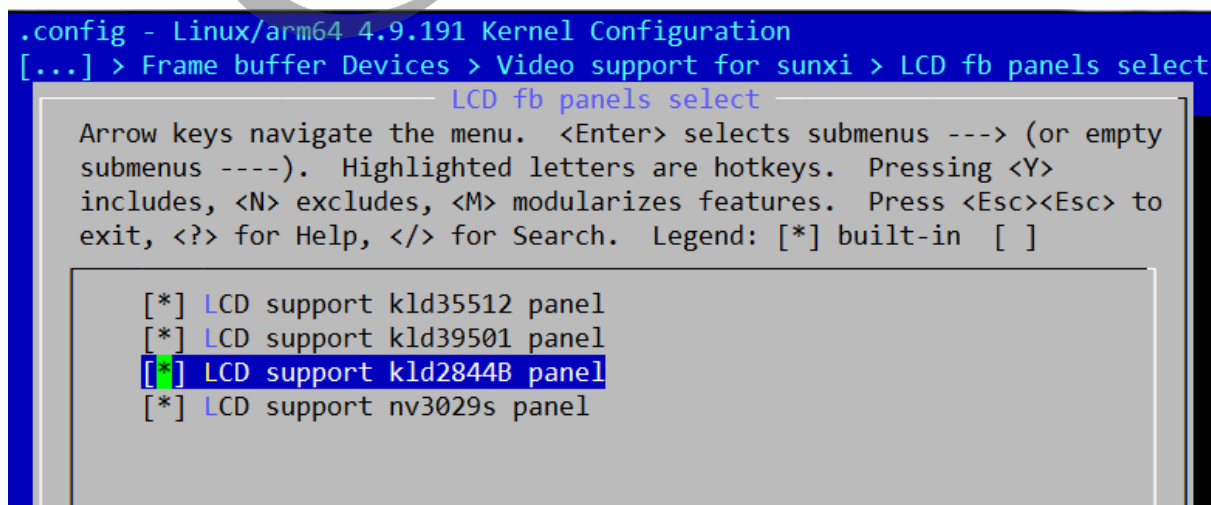 .config - Linux/arm64 4.9.191 Kernel Configuration
[...] > Frame buffer Devices > Video support for sunxi > LCD fb panels select
LCD fb panels select
Arrow keys navigate the menu.  <Enter> selects submenus ---> (or empty
submenus ----).  Highlighted letters are hotkeys.  Pressing <Y>
includes, <N> excludes, <M> modularizes features.  Press <Esc><Esc> to
exit, <?> for Help, </> for Search.  Legend: [*] built-in  [ ]
[*] LCD support kld35512 panel
[*] LCD support kld39501 panel
[*] LCD support kld2844B panel
[*] LCD support nv3029s panel